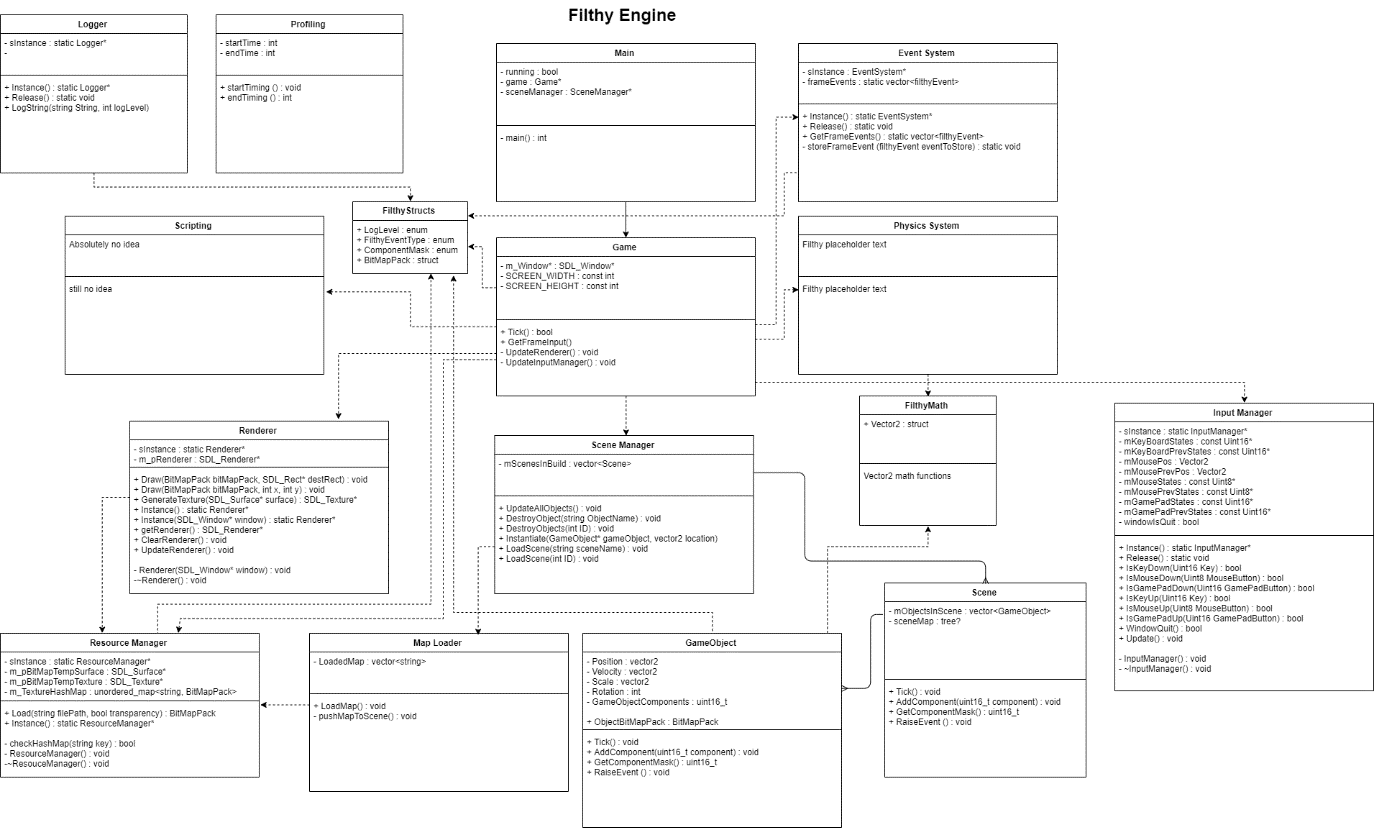 Filthy Engine
Logger
- sInstance : static Logger*
-
+ Instance() : static Logger*
+ Release() : static void
+ LogString(string String, int logLevel)
Profiling
- startTime : int
- endTime : int
+ startTiming () : void
+ endTiming () : int
Main
- running : bool
- game : Game*
- sceneManager : SceneManager*
- main() : int
Event System
- sInstance : EventSystem*
- frameEvents : static vector<filthyEvent>
+ Instance() : static EventSystem*
+ Release() : static void
+ GetFrameEvents() : static vector<filthyEvent>
- storeFrameEvent (filthyEvent eventToStore) : static void
FilthyStructs
+ LogLevel : enum
+ FilthyEventType : enum
+ ComponentMask : enum
+ BitMapPack : struct
Scripting
Absolutely no idea
still no idea
Game
- m_Window* : SDL_Window*
- SCREEN_WIDTH : const int
- SCREEN_HEIGHT : const int
+ Tick() : bool
+ GetFrameInput()
- UpdateRenderer() : void
- UpdateInputManager() : void
Physics System
Filthy placeholder text
Filthy placeholder text
FilthyMath
+ Vector2 : struct
Vector2 math functions
Input Manager
- sInstance : static InputManager*
- mKeyBoardStates : const Uint16*
- mKeyBoardPrevStates : const Uint16*
- mMousePos : Vector2
- mMousePrevPos : Vector2
- mMouseStates : const Uint8*
- mMousePrevStates : const Uint8*
- mGamePadStates : const Uint16*
- mGamePadPrevStates : const Uint16*
- windowIsQuit : bool
+ Instance() : static InputManager*
+ Release() : static void
+ IsKeyDown(Uint16 Key) : bool
+ IsMouseDown(Uint8 MouseButton) : bool
+ IsGamePadDown(Uint16 GamePadButton) : bool
+ IsKeyUp(Uint16 Key) : bool
+ IsMouseUp(Uint8 MouseButton) : bool
+ IsGamePadUp(Uint16 GamePadButton) : bool
+ WindowQuit() : bool
+ Update() : void
- InputManager() : void
- ~InputManager() : void
Renderer
- sInstance : static Renderer*
- m_pRenderer : SDL_Renderer*
+ Draw(BitMapPack bitMapPack, SDL_Rect* destRect) : void
+ Draw(BitMapPack bitMapPack, int x, int y) : void
+ GenerateTexture(SDL_Surface* surface) : SDL_Texture*
+ Instance() : static Renderer*
+ Instance(SDL_Window* window) : static Renderer*
+ getRenderer() : SDL_Renderer*
+ ClearRenderer() : void
+ UpdateRenderer() : void
- Renderer(SDL_Window* window) : void
-~Renderer() : void
Scene Manager
- mScenesInBuild : vector<Scene>
+ UpdateAllObjects() : void
+ DestroyObject(string ObjectName) : void
+ DestroyObjects(int ID) : void
+ Instantiate(GameObject* gameObject, vector2 location)
+ LoadScene(string sceneName) : void
+ LoadScene(int ID) : void
Scene
- mObjectsInScene : vector<GameObject>
- sceneMap : tree?
+ Tick() : void
+ AddComponent(uint16_t component) : void
+ GetComponentMask() : uint16_t
+ RaiseEvent () : void
Resource Manager
- sInstance : static ResourceManager*
- m_pBitMapTempSurface : SDL_Surface*
- m_pBitMapTempTexture : SDL_Texture*
- m_TextureHashMap : unordered_map<string, BitMapPack>
+ Load(string filePath, bool transparency) : BitMapPack
+ Instance() : static ResourceManager*
- checkHashMap(string key) : bool
- ResourceManager() : void
-~ResouceManager() : void
Map Loader
- LoadedMap : vector<string>
+ LoadMap() : void
- pushMapToScene() : void
GameObject
- Position : vector2
- Velocity : vector2
- Scale : vector2
- Rotation : int
- GameObjectComponents : uint16_t
+ ObjectBitMapPack : BitMapPack
+ Tick() : void
+ AddComponent(uint16_t component) : void
+ GetComponentMask() : uint16_t
+ RaiseEvent () : void